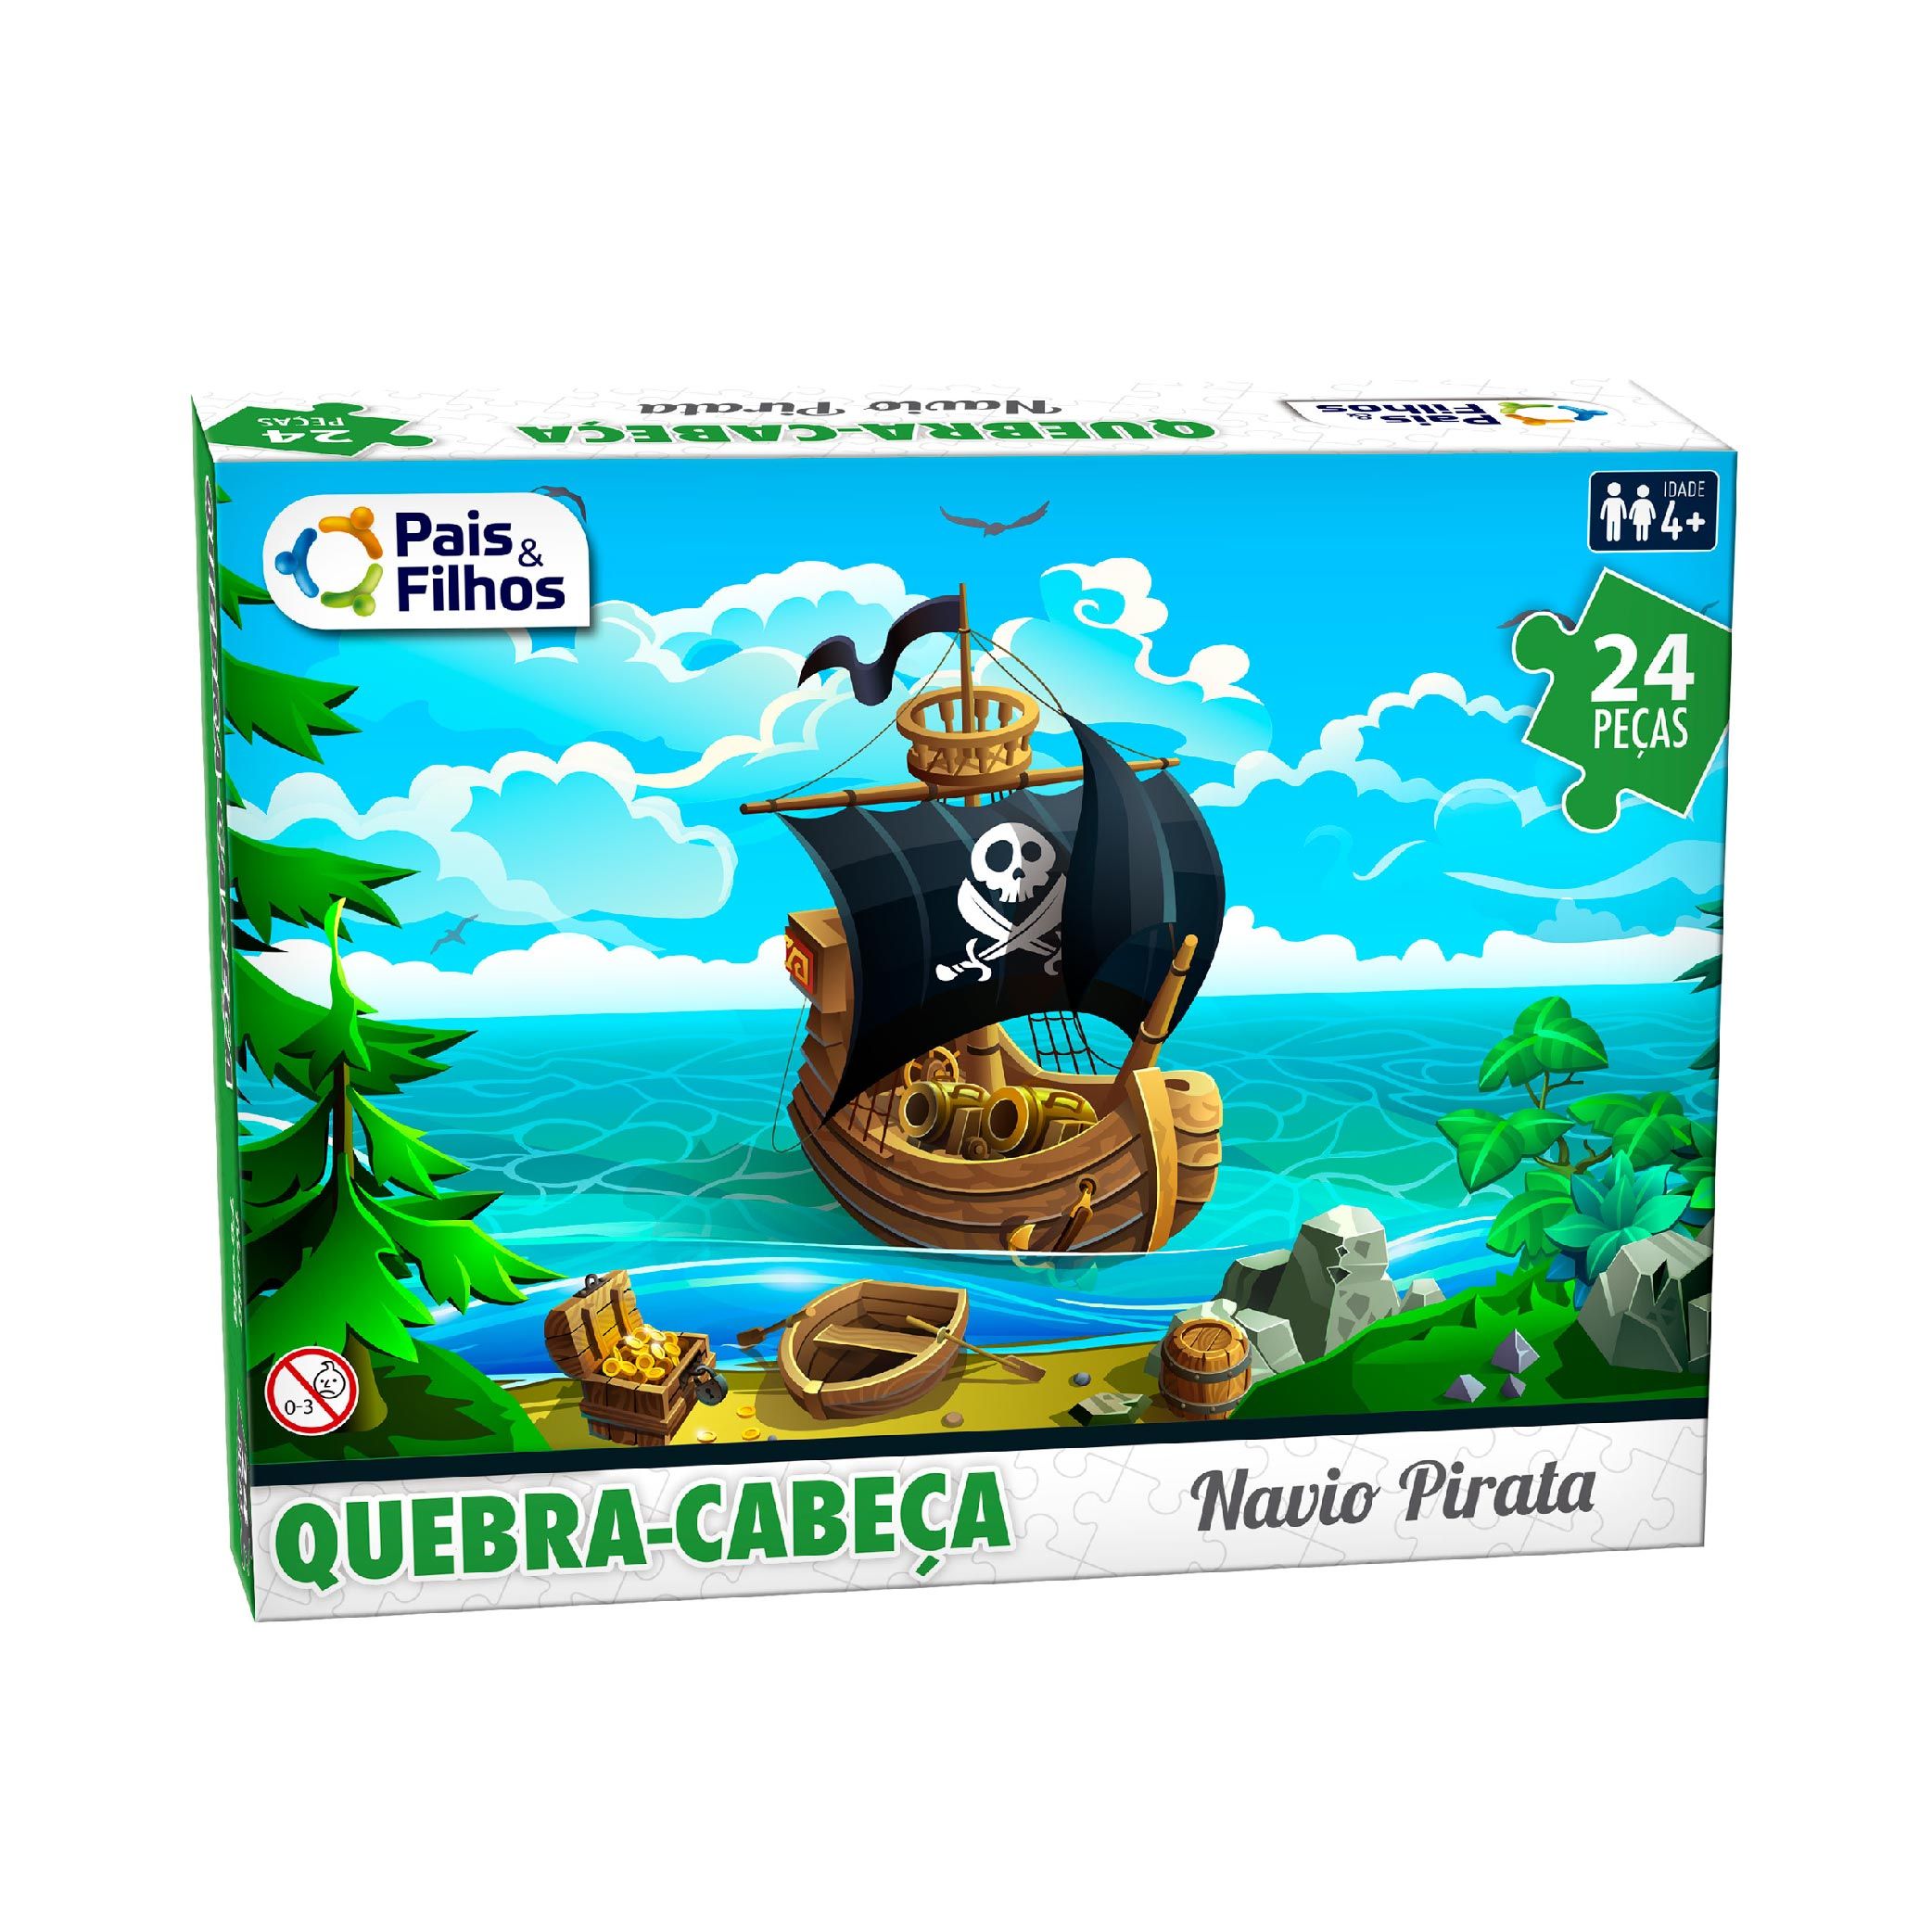 Navio Pirata
QUEBRA-CABEÇA
24
PEÇAS
Pais &
Filhos
Pais &
Filhos
IDADE
4+
24
PEÇAS
0-3
QUEBRA-CABEÇA
Navio Pirata